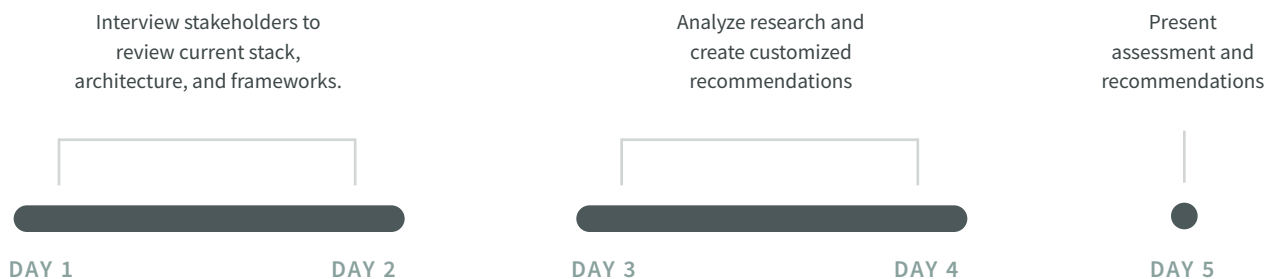 Interview stakeholders to
review current stack,
architecture, and frameworks.
Analyze research and
create customized
recommendations
Present
assessment and
recommendations
DAY 1
DAY 2
DAY 3
DAY 4
DAY 5